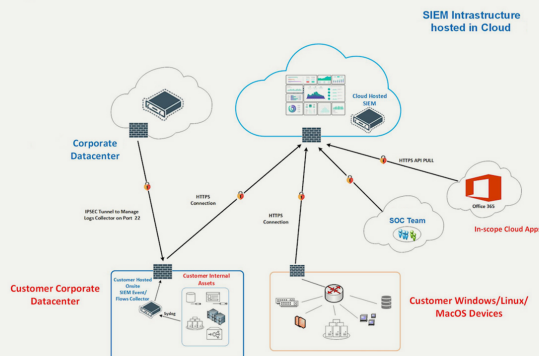 SIEM Intrastructure
hosted in Cloud
Cloud Hosted
SIEM
Corporate
Datacenter
HTTPS API PULL
Office 365
In-scope Cloud Apps
HTTPS
Connection
IPSEC Tunnel to Manage
Logs Collector on Port 22
HTTPS
Connection
SOC Team
Customer Corporate
Datacenter
Customer Hosted
Onsite
SIEM Event/
Flows Collector
Syslog
Customer Internal
Assets
Customer Windows/Linux/
MacOS Devices